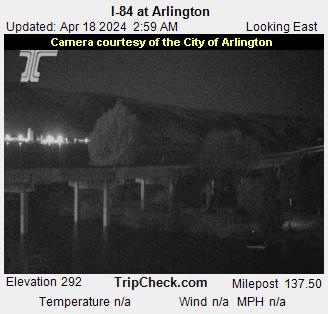 I-84 at Arlington
Updated: Apr 18 2024 2:59 AM Looking East
Camera courtesy of the City of Arlington
Elevation 292 TripCheck.com Milepost 137.50
Temperature n/a Wind n/a MPH n/a